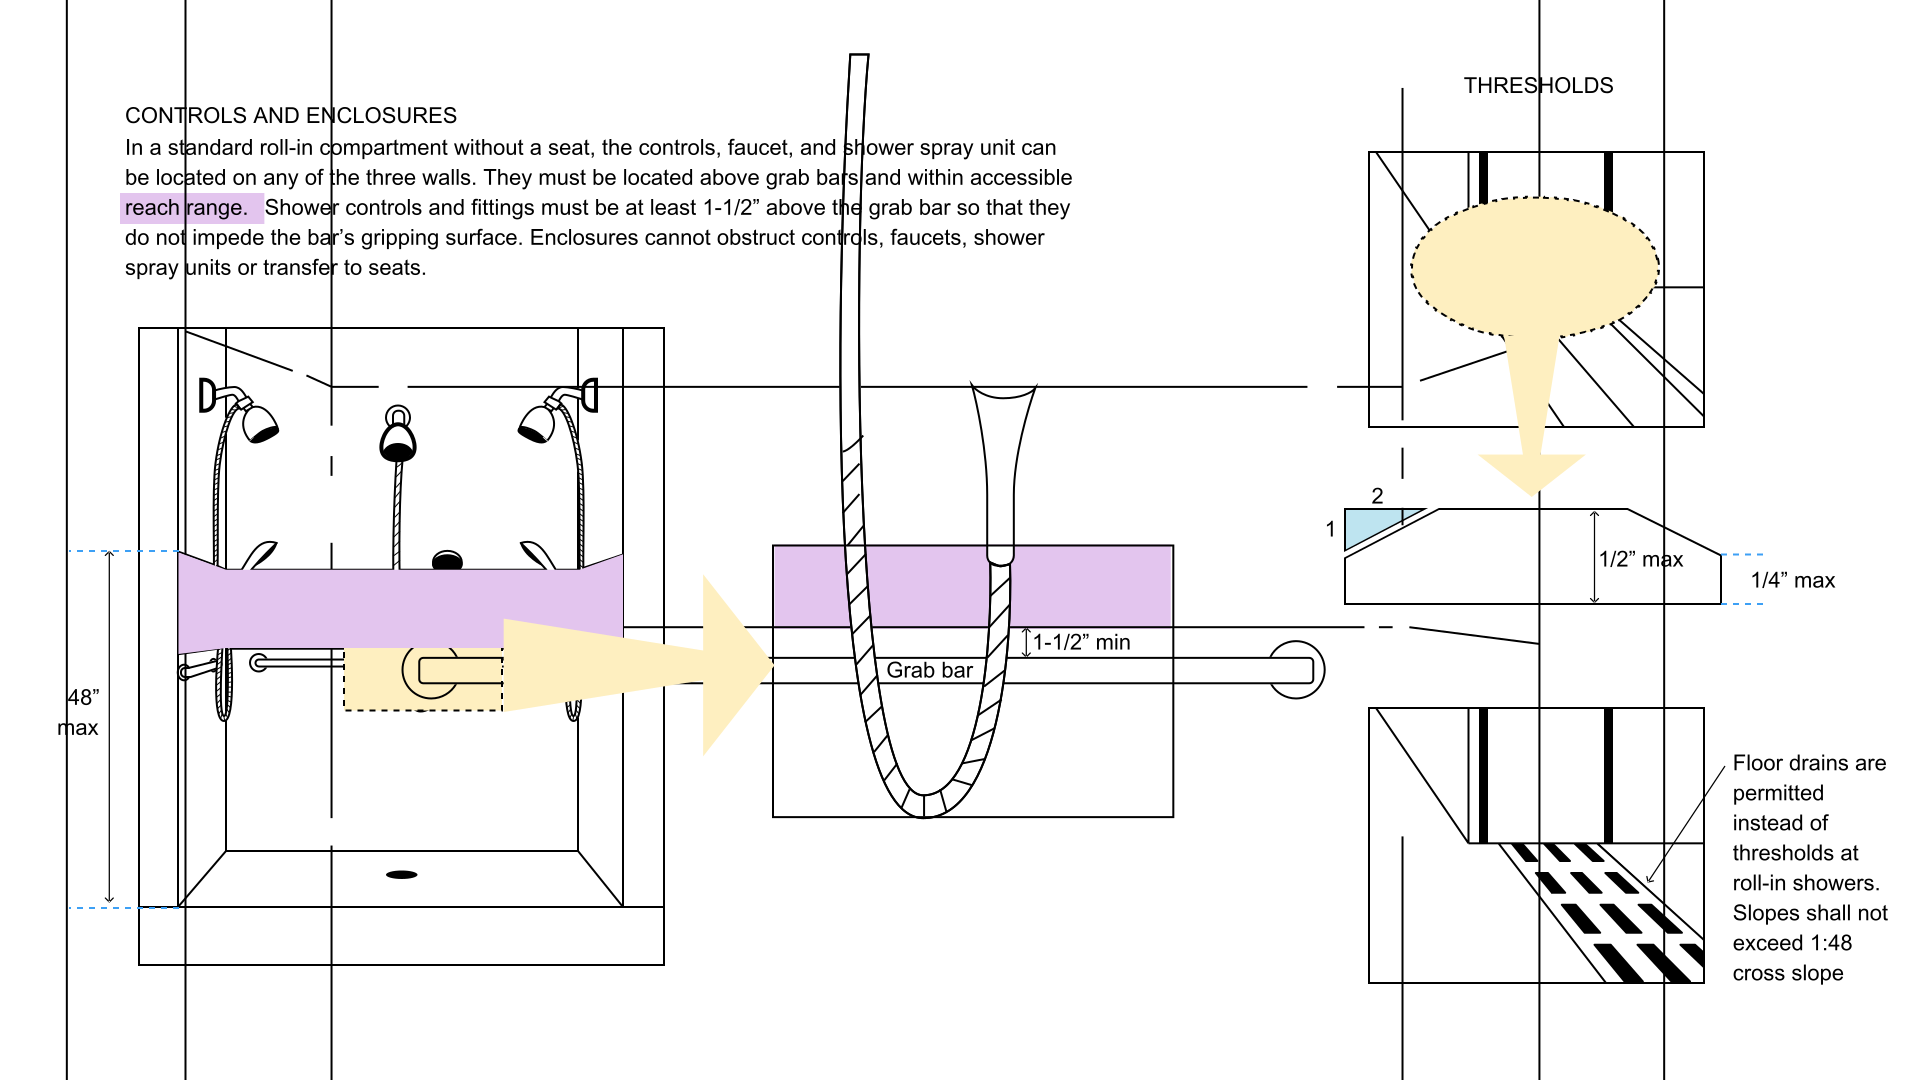 THRESHOLDS
CONTROLS AND ENCLOSURES
In a standard roll-in compartment without a seat, the controls, faucet, and shower spray unit can
be located on any of the three walls. They must be located above grab bars and within accessible
reach range. Shower controls and fittings must be at least 1-1/2” above the grab bar so that they
do not impede the bar’s gripping surface. Enclosures cannot obstruct controls, faucets, shower
spray units or transfer to seats.
2
1
1/2” max
1/4” max
1-1/2” min
Grab bar
48”
max
Floor drains are
permitted
instead of
thresholds at
roll-in showers.
Slopes shall not
exceed 1:48
cross slope